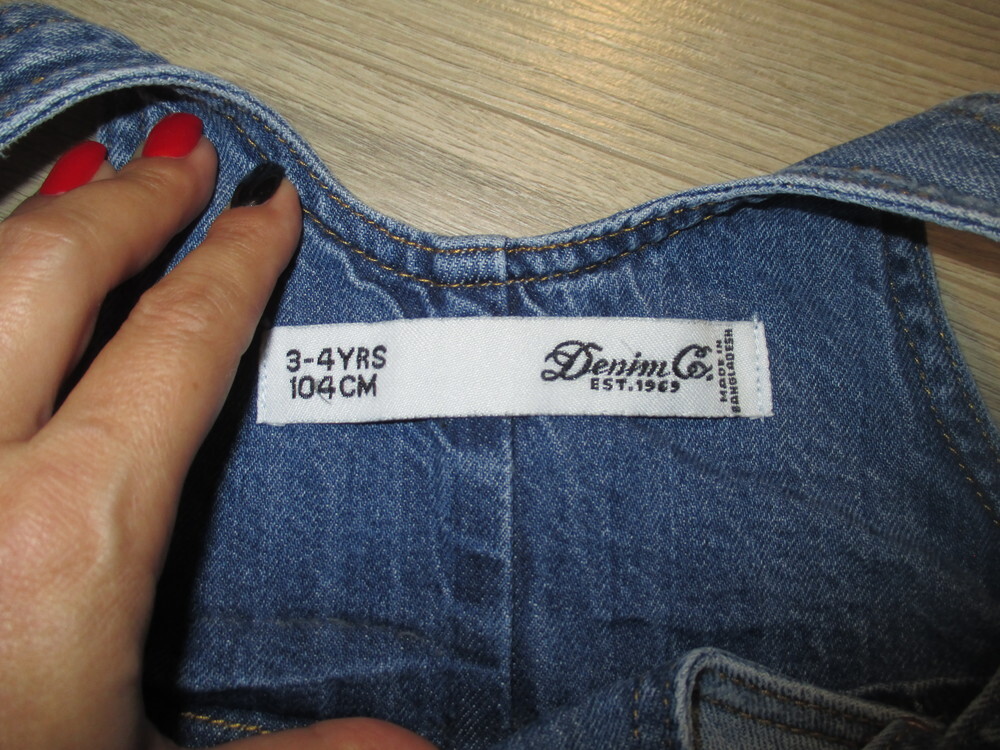 3-4YRS
104CM
Denim Co.
EST.1969
MADE IN
BANGLADESH